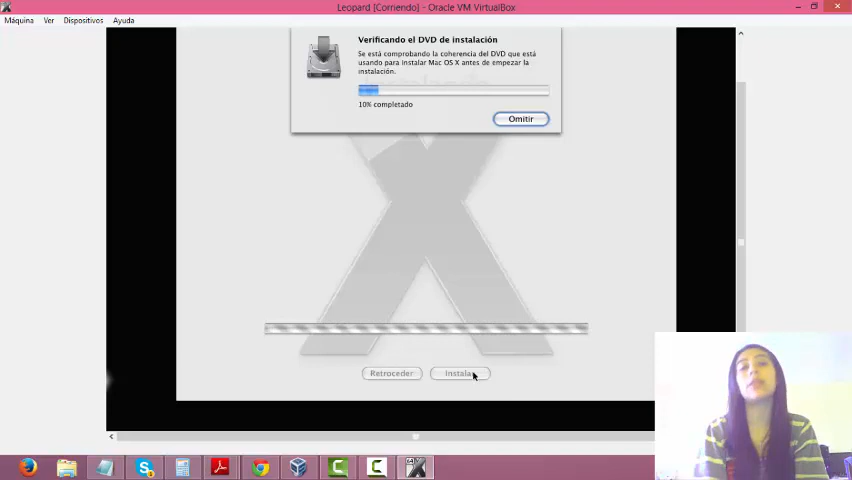 Leopard [Corriendo] - Oracle VM VirtualBox
Máquina Ver Dispositivos Ayuda
Verificando el DVD de instalación
Se está comprobando la coherencia del DVD que está
usando para instalar Mac OS X antes de empezar la
instalación.
10% completado
Omitir
Retroceder Instalar